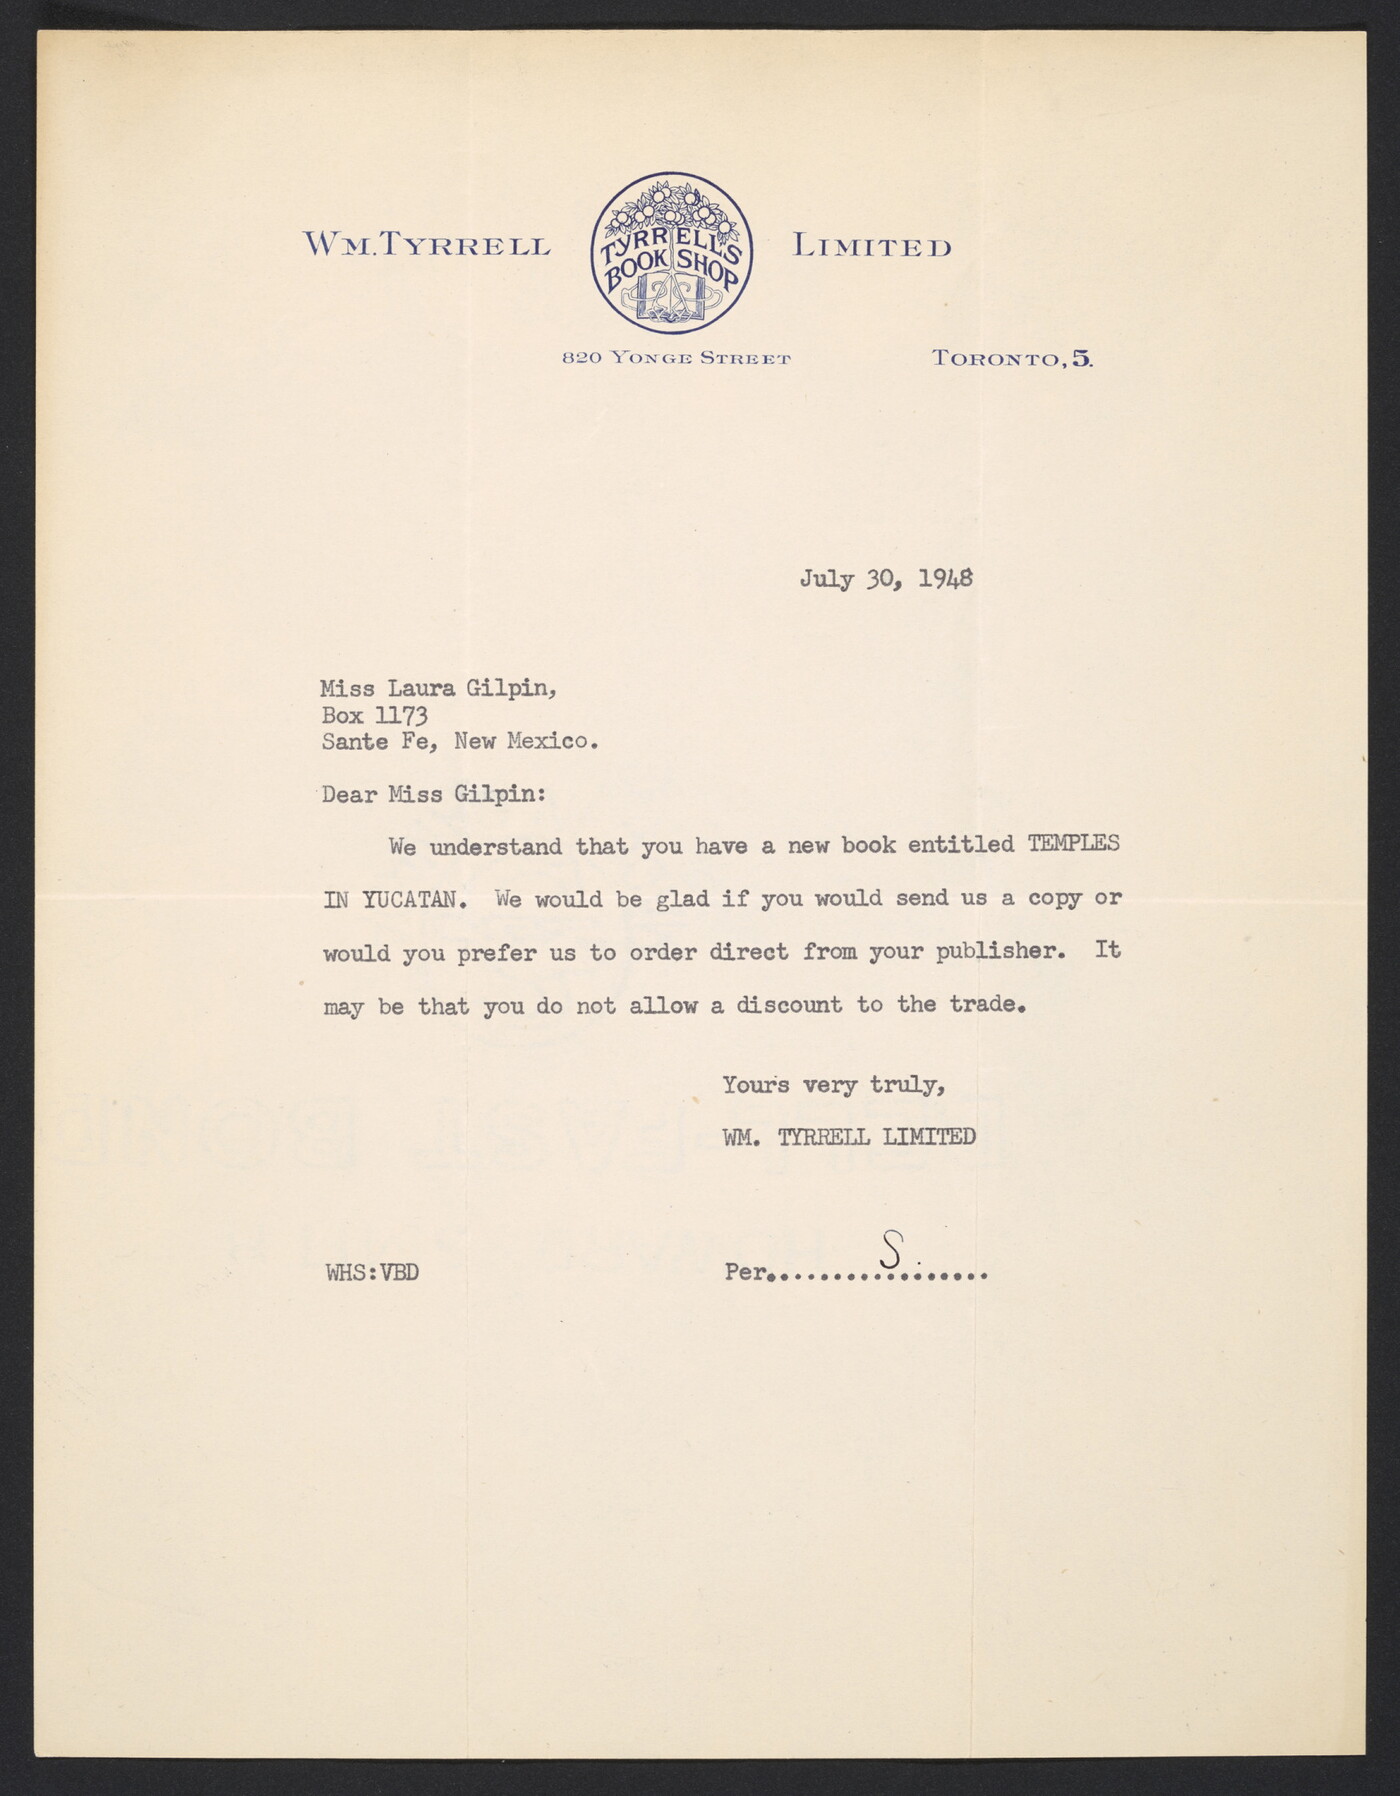 WM. TYRRELL
TYRRELL'S
BOOK SHOP
LIMITED
820 YONGE STREET
TORONTO, 5.
July 30, 1948
Miss Laura Gilpin,
Box 1173
Sante Fe, New Mexico.
Dear Miss Gilpin:
We understand that you have a new book entitled TEMPLES
IN YUCATAN. We would be glad if you would send us a copy or
would you prefer us to order direct from your publisher. It
may be that you do not allow a discount to the trade.
Yours very truly,
WM. TYRRELL LIMITED
WHS:VBD
Per.................. S.